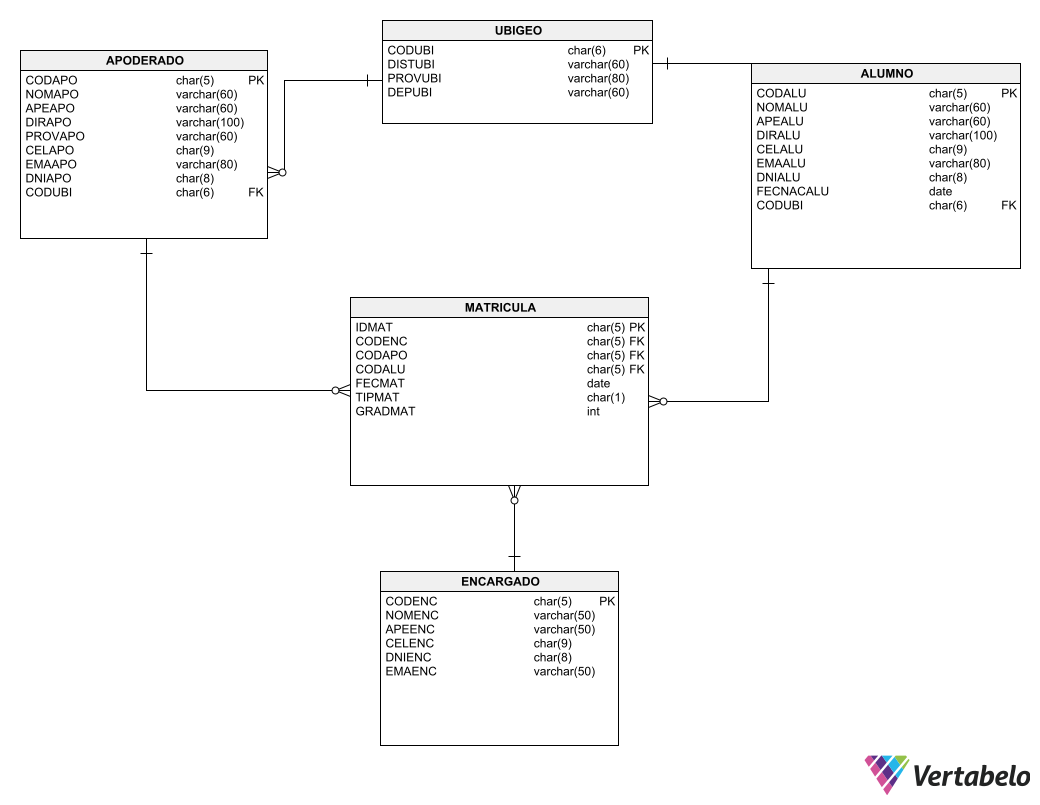 UBIGEO
CODUBI char(6) PK
DISTUBI varchar(60)
PROVUBI varchar(80)
DEPUBI varchar(60)
APODERADO
CODAPO char(5) PK
NOMAPO varchar(60)
APEAPO varchar(60)
DIRAPO varchar(100)
PROVAPO varchar(60)
CELAPO char(9)
EMAAPO varchar(80)
DNIAPO char(8)
CODUBI char(6) FK
ALUMNO
CODALU char(5) PK
NOMALU varchar(60)
APEALU varchar(60)
DIRALU varchar(100)
CELALU char(9)
EMAALU varchar(80)
DNIALU char(8)
FECNACALU date
CODUBI char(6) FK
MATRICULA
IDMAT char(5) PK
CODENC char(5) FK
CODAPO char(5) FK
CODALU char(5) FK
FECMAT date
TIPMAT char(1)
GRADMAT int
ENCARGADO
CODENC char(5) PK
NOMENC varchar(50)
APEENC varchar(50)
CELENC char(9)
DNIENC char(8)
EMAENC varchar(50)
Vertabelo